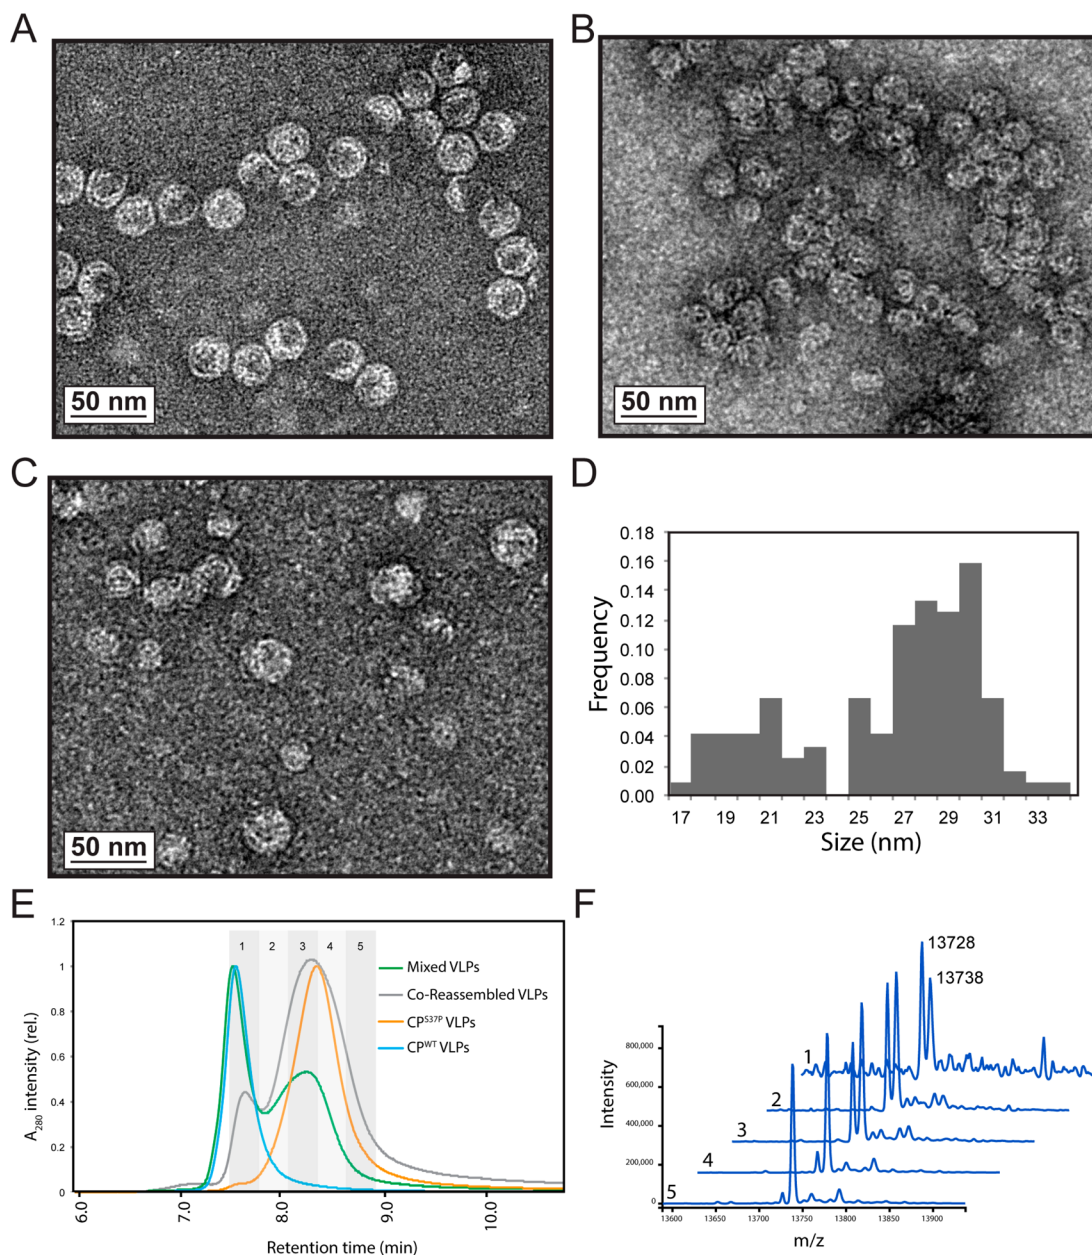 A
B
50 nm
50 nm
C
D
50 nm
0.18
0.16
0.14
0.12
0.10
0.08
0.06
0.04
0.02
0.00
Frequency
17 19 21 23 25 27 29 31 33
Size (nm)
E
F
1.2
1
0.8
0.6
0.4
0.2
0
A280 intensity (rel.)
1 2 3 4 5
Mixed VLPs
Co-Reassembled VLPs
CPS37P VLPs
CPWT VLPs
6.0 7.0 8.0 9.0 10.0
Retention time (min)
13728
13738
800,000
600,000
400,000
200,000
0
Intensity
1
2
3
4
5
13600 13650 13700 13750 13800 13850 13900
m/z